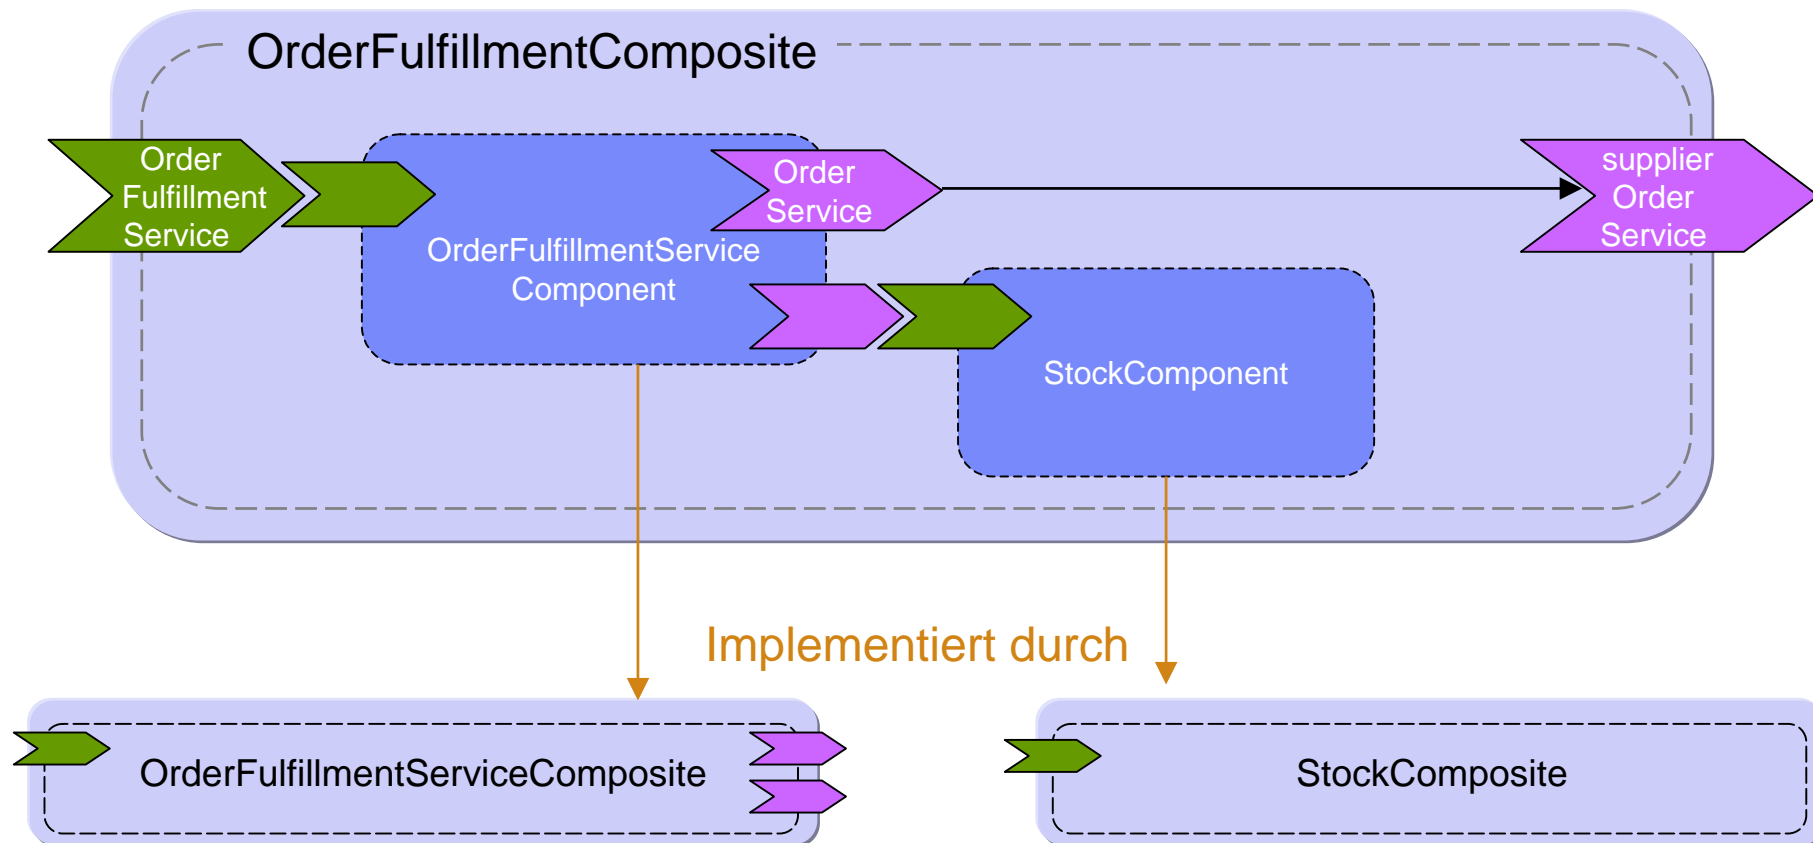 OrderFulfillmentComposite
Order
Fulfillment
Service
Order
Service
supplier
Order
Service
OrderFulfillmentService
Component
StockComponent
Implementiert durch
OrderFulfillmentServiceComposite
StockComposite